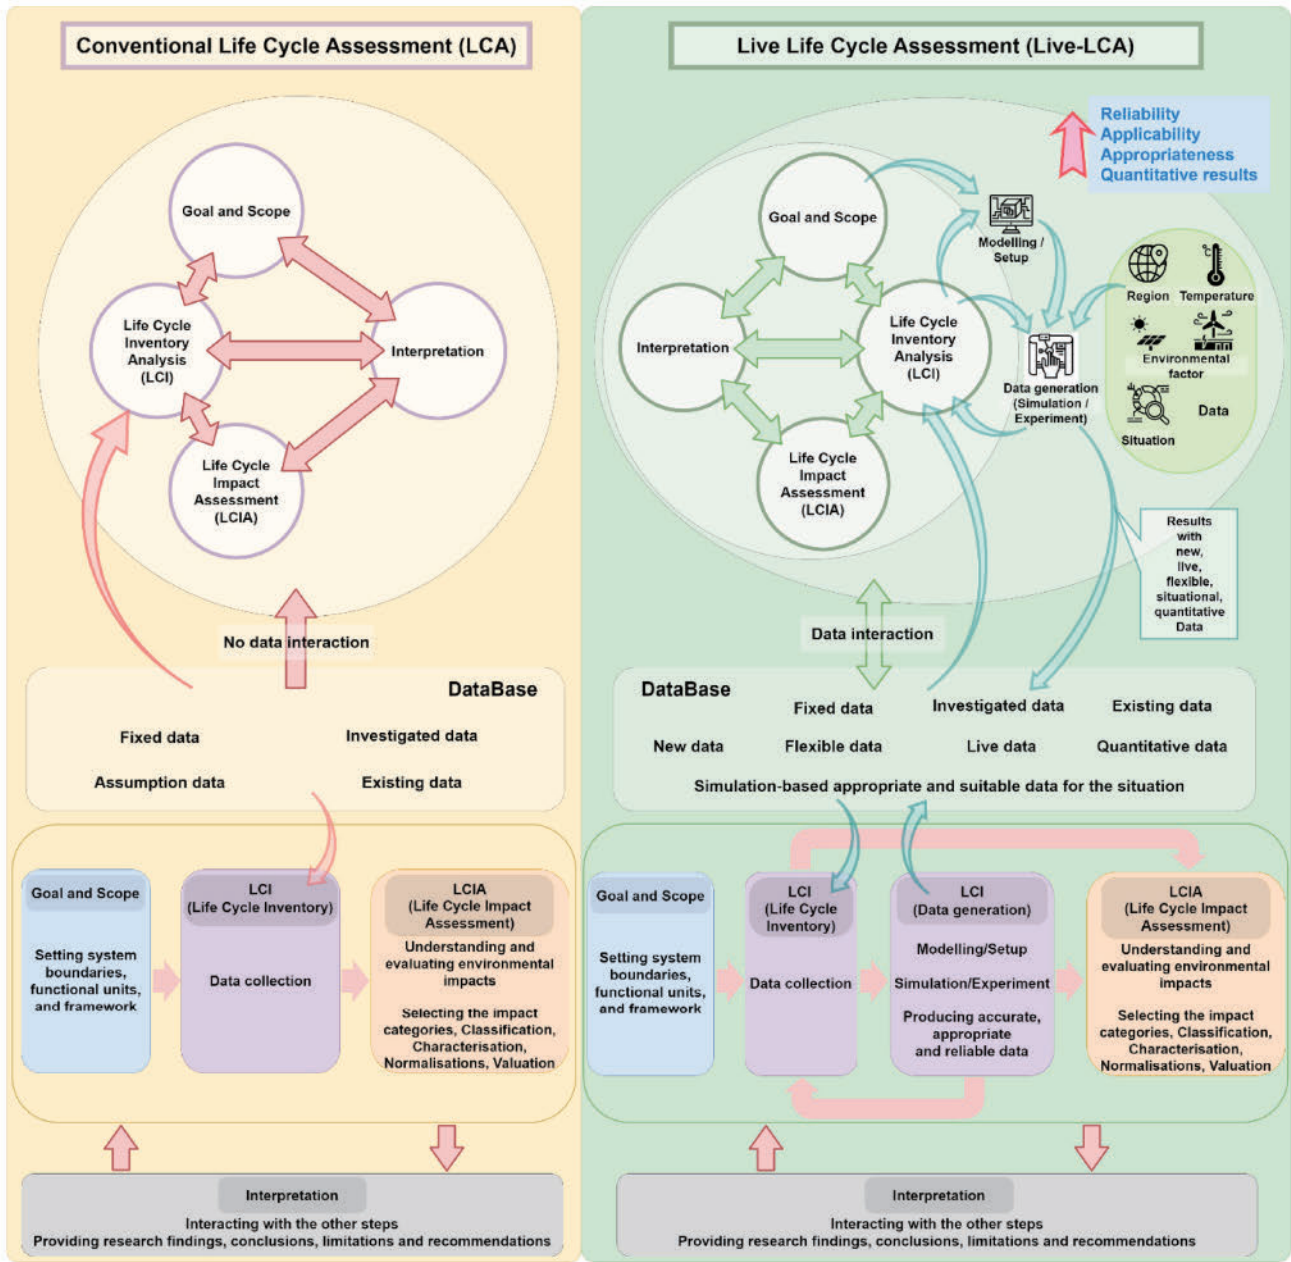 Conventional Life Cycle Assessment (LCA)
Goal and Scope
Life Cycle
Inventory
Analysis
(LCI)
Interpretation
Life Cycle
Impact
Assessment
(LCIA)
No data interaction
DataBase
Fixed data
Investigated data
Assumption data
Existing data
Goal and Scope
Setting system
boundaries,
functional units,
and framework
LCI
(Life Cycle Inventory)
Data collection
LCIA
(Life Cycle Impact
Assessment)
Understanding and
evaluating environmental
impacts
Selecting the impact
categories, Classification,
Characterisation,
Normalisations, Valuation
Interpretation
Interacting with the other steps
Providing research findings, conclusions, limitations and recommendations
Live Life Cycle Assessment (Live-LCA)
Reliability
Applicability
Appropriateness
Quantitative results
Goal and Scope
Modelling /
Setup
Interpretation
Life Cycle
Inventory
Analysis
(LCI)
Data generation
(Simulation /
Experiment)
Region
Temperature
°C
Environmental
factor
Situation
Data
Life Cycle
Impact
Assessment
(LCIA)
Results
with
new,
live,
flexible,
situational,
quantitative
Data
Data interaction
DataBase
Fixed data
Investigated data
Existing data
New data
Flexible data
Live data
Quantitative data
Simulation-based appropriate and suitable data for the situation
Goal and Scope
Setting system
boundaries,
functional units,
and framework
LCI
(Life Cycle
Inventory)
Data collection
LCI
(Data generation)
Modelling/Setup
Simulation/Experiment
Producing accurate,
appropriate
and reliable data
LCIA
(Life Cycle Impact
Assessment)
Understanding and
evaluating environmental
impacts
Selecting the impact
categories, Classification,
Characterisation,
Normalisations, Valuation
Interpretation
Interacting with the other steps
Providing research findings, conclusions, limitations and recommendations